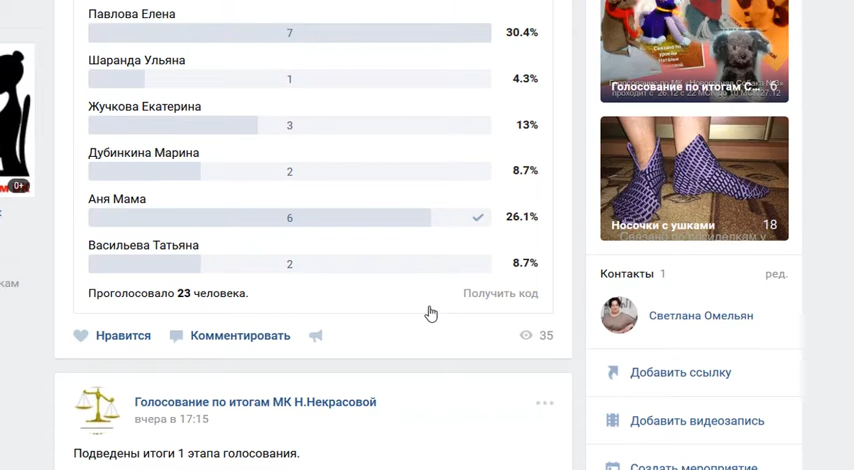 Павлова Елена
7
30.4%
Шаранда Ульяна
1
4.3%
Жучкова Екатерина
3
13%
Дубинкина Марина
2
8.7%
Аня Мама
6
26.1%
Васильева Татьяна
2
8.7%
Проголосовало 23 человека.
Получить код
Нравится
Комментировать
35
Голосование по итогам МК Н.Некрасовой
вчера в 17:15
Подведены итоги 1 этапа голосования.
0+
кам
Голосование по итогам С... 6
Носочки с ушками 18
Контакты 1
ред.
Светлана Омельян
Добавить ссылку
Добавить видеозапись
Создать мероприятие